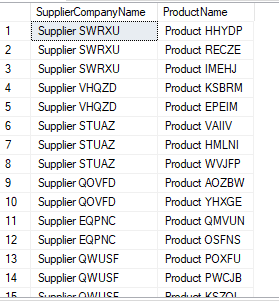 SupplierCompanyName ProductName
1 Supplier SWRXU Product HHYDP
2 Supplier SWRXU Product RECZE
3 Supplier SWRXU Product IMEHJ
4 Supplier VHQZD Product KSBRM
5 Supplier VHQZD Product EPEIM
6 Supplier STUAZ Product VAIIV
7 Supplier STUAZ Product HMLNI
8 Supplier STUAZ Product WVJFP
9 Supplier QOVFD Product AOZBW
10 Supplier QOVFD Product YHXGE
11 Supplier EQPNC Product QMVUN
12 Supplier EQPNC Product OSFNS
13 Supplier QWUSF Product POXFU
14 Supplier QWUSF Product PWCJB
15 Supplier QWUSF Product